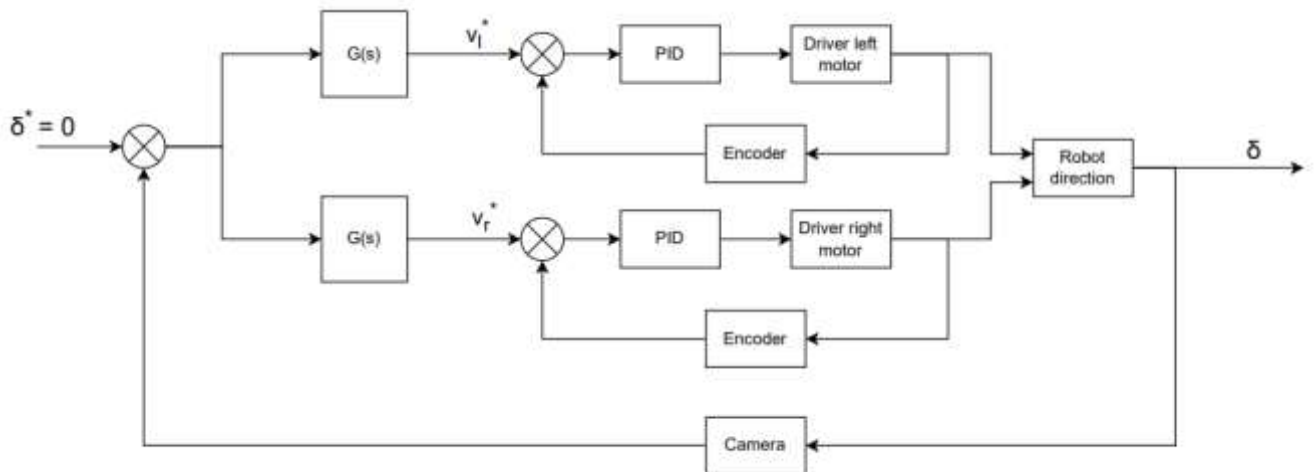 G(s)
v_l^*
PID
Driver left
motor
δ^* = 0
Encoder
Robot
direction
δ
G(s)
v_r^*
PID
Driver right
motor
Encoder
Camera